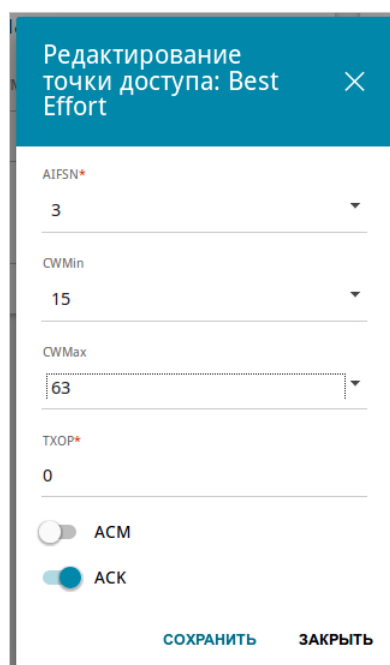 Редактирование
точки доступа: Best
Effort
AIFSN*
3
CWMin
15
CWMax
63
TXOP*
0
ACM
ACK
СОХРАНИТЬ ЗАКРЫТЬ